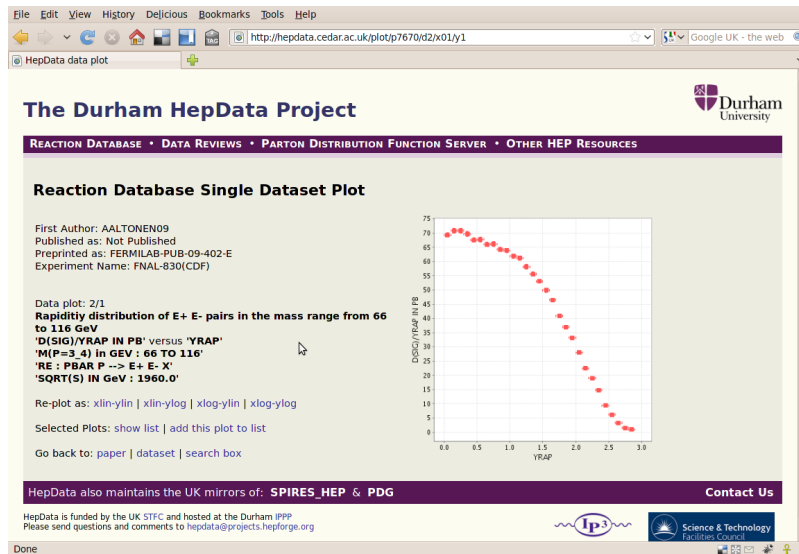 File Edit View History Delicious Bookmarks Tools Help
TAG http://hepdata.cedar.ac.uk/plot/p7670/d2/x01/y1 Google UK - the web
HepData data plot
The Durham HepData Project
Durham
University
REACTION DATABASE • DATA REVIEWS • PARTON DISTRIBUTION FUNCTION SERVER • OTHER HEP RESOURCES
Reaction Database Single Dataset Plot
First Author: AALTONEN09
Published as: Not Published
Preprinted as: FERMILAB-PUB-09-402-E
Experiment Name: FNAL-830(CDF)
Data plot: 2/1
Rapiditiy distribution of E+ E- pairs in the mass range from 66
to 116 GeV
'D(SIG)/YRAP IN PB' versus 'YRAP'
'M(P=3_4) in GEV : 66 TO 116'
'RE : PBAR P --> E+ E- X'
'SQRT(S) IN GeV : 1960.0'
Re-plot as: xlin-ylin | xlin-ylog | xlog-ylin | xlog-ylog
Selected Plots: show list | add this plot to list
Go back to: paper | dataset | search box
75
70
65
60
55
50
45
40
35
30
25
20
15
10
5
0
D(SIG)/YRAP IN PB
0.0 0.5 1.0 1.5 2.0 2.5 3.0
YRAP
HepData also maintains the UK mirrors of: SPIRES_HEP & PDG Contact Us
HepData is funded by the UK STFC and hosted at the Durham IPPP
Please send questions and comments to hepdata@projects.hepforge.org
IP3
Science & Technology
Facilities Council
Done